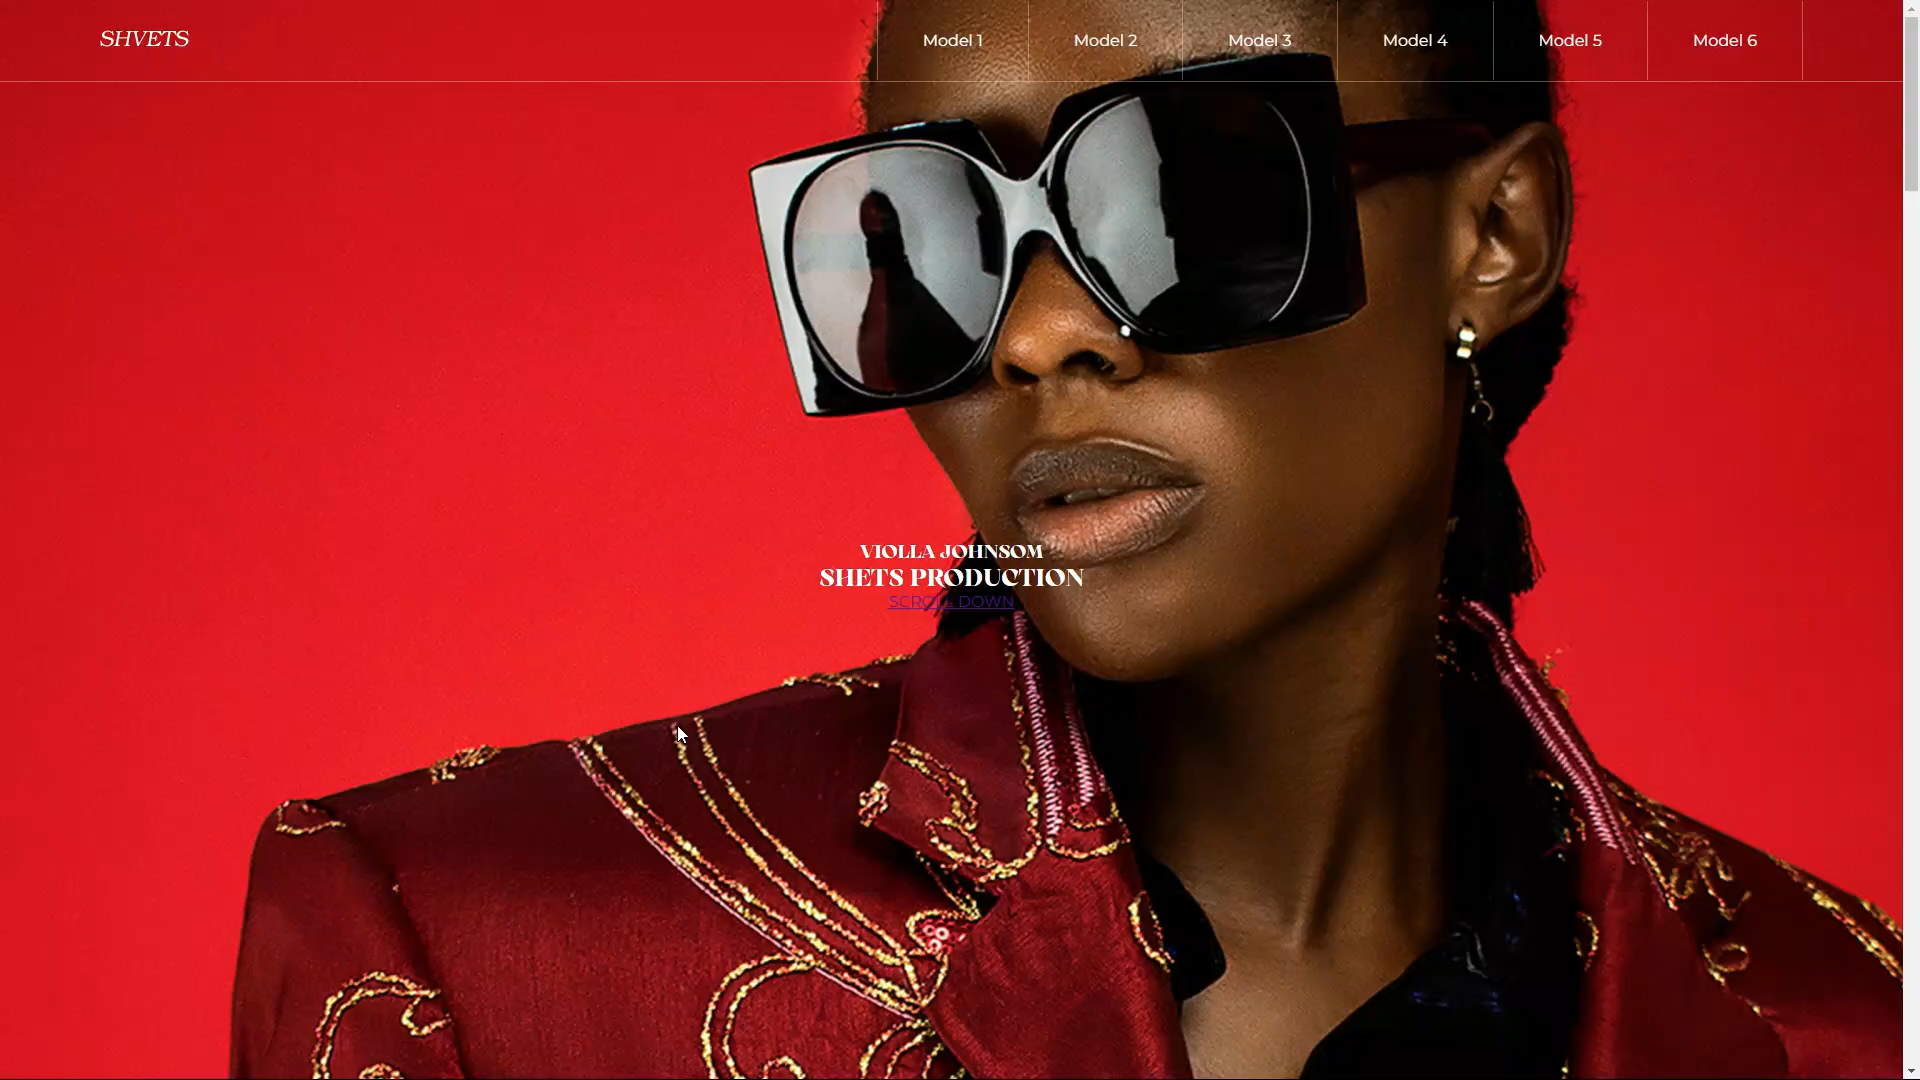 SHVETS
Model 1
Model 2
Model 3
Model 4
Model 5
Model 6
VIOLLA JOHNSOM
SHETS PRODUCTION
SCROLL DOWN